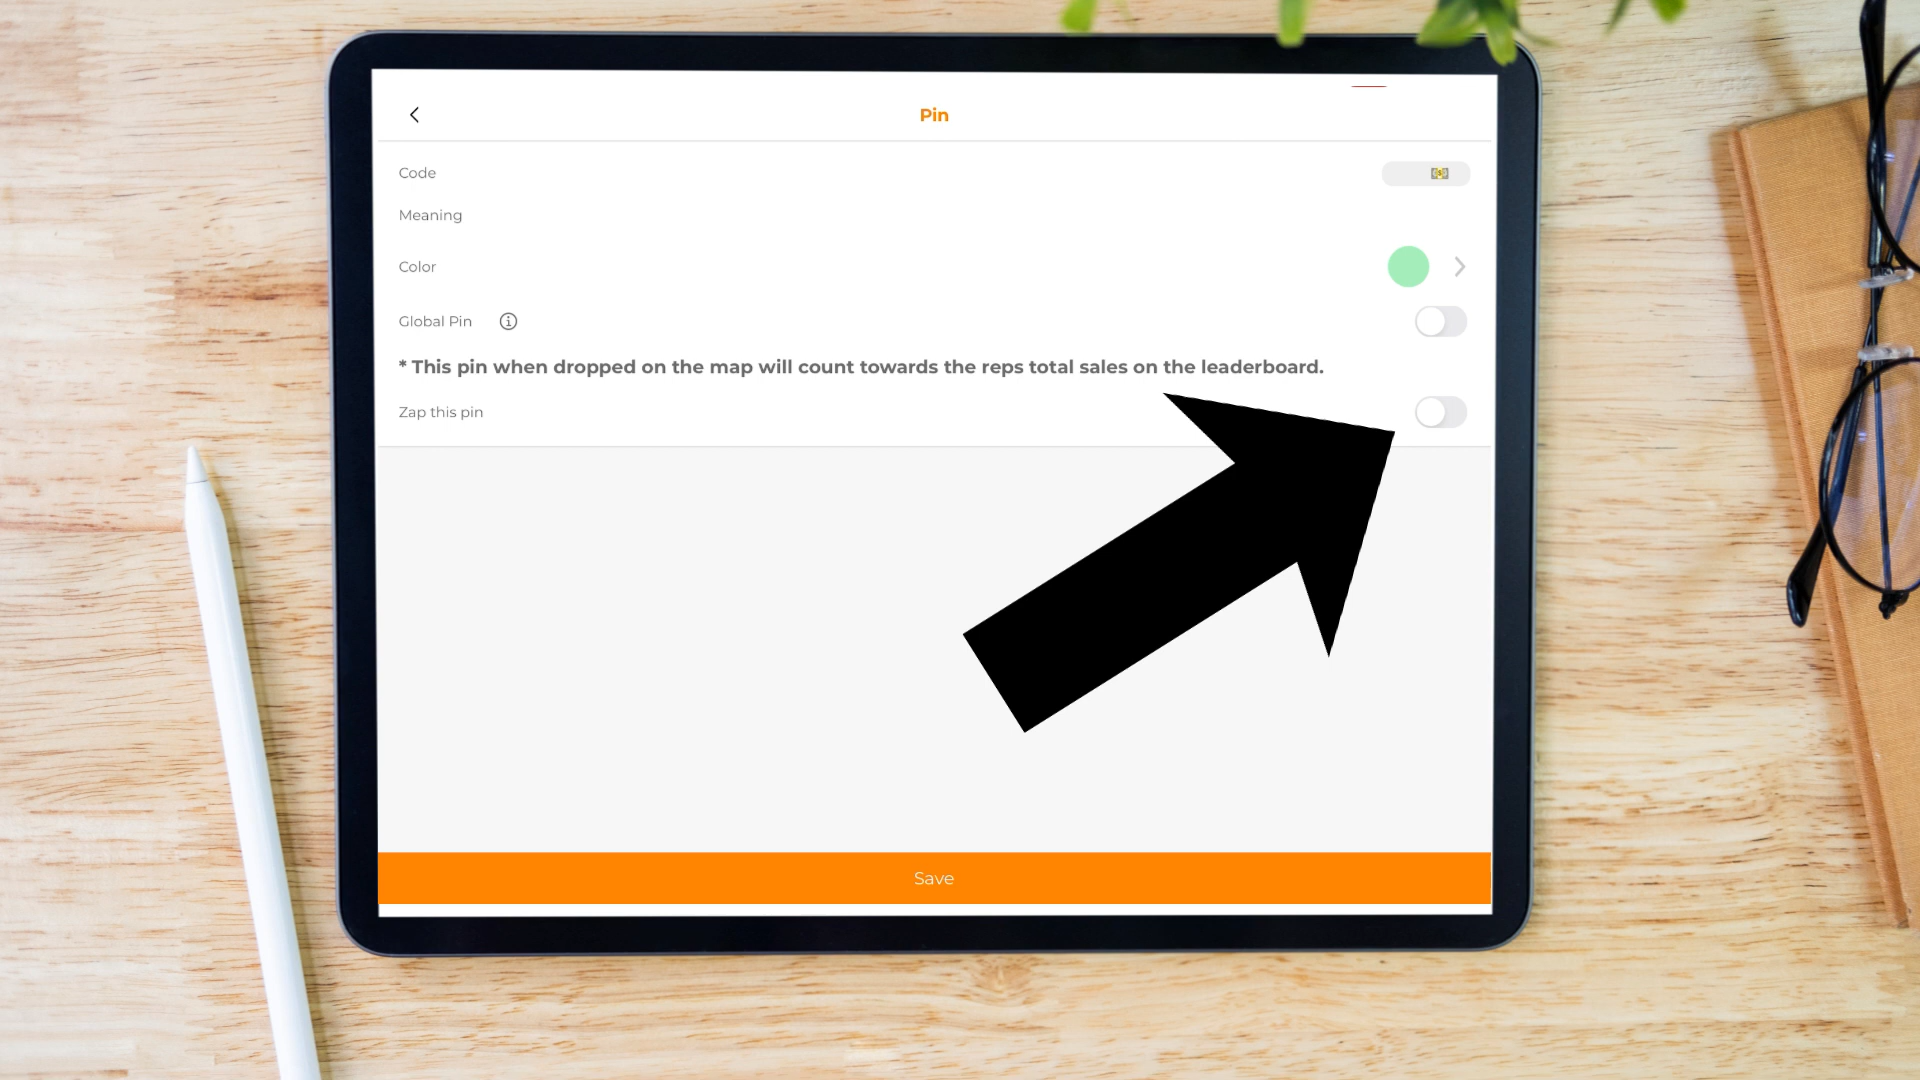 Pin
Code
Meaning
Color
Global Pin
* This pin when dropped on the map will count towards the reps total sales on the leaderboard.
Zap this pin
Save